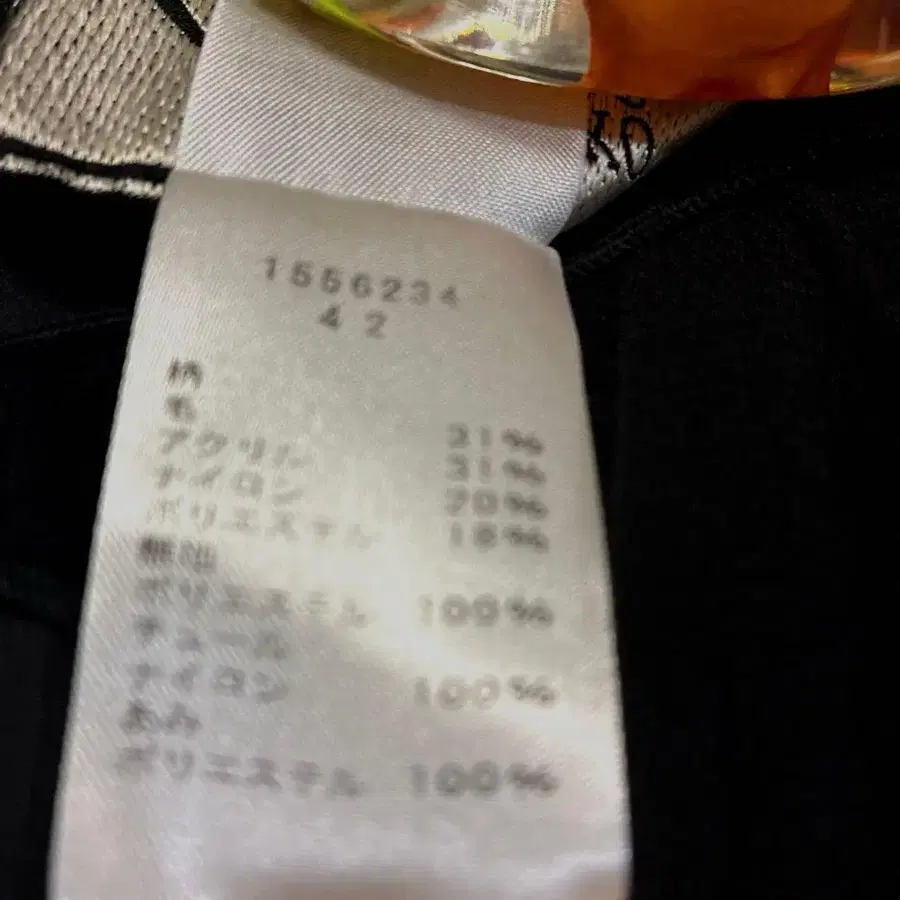 1556234
42
柄
毛 31%
アクリル 31%
ナイロン 20%
ポリエステル 18%
無地
ポリエステル 100%
チュール
ナイロン 100%
あみ
ポリエステル 100%